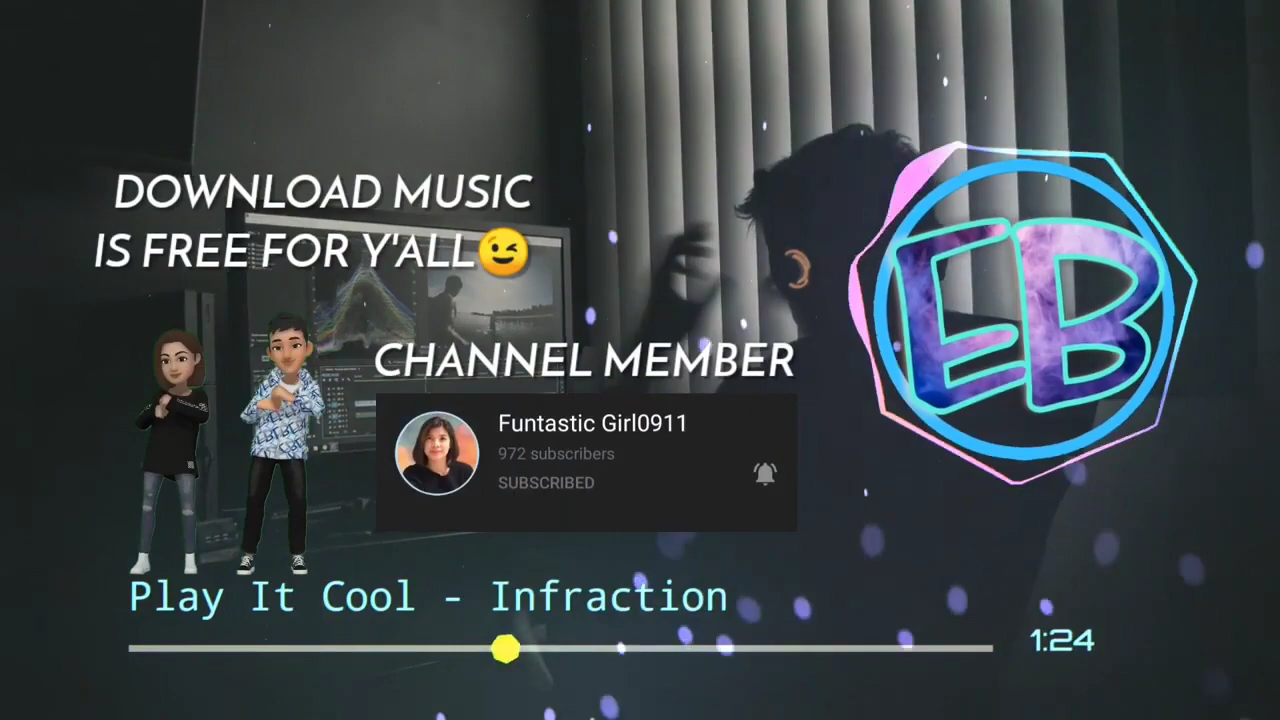 DOWNLOAD MUSIC
IS FREE FOR Y'ALL😉
CHANNEL MEMBER
Funtastic Girl0911
972 subscribers
SUBSCRIBED
EB
Play It Cool - Infraction
1:24